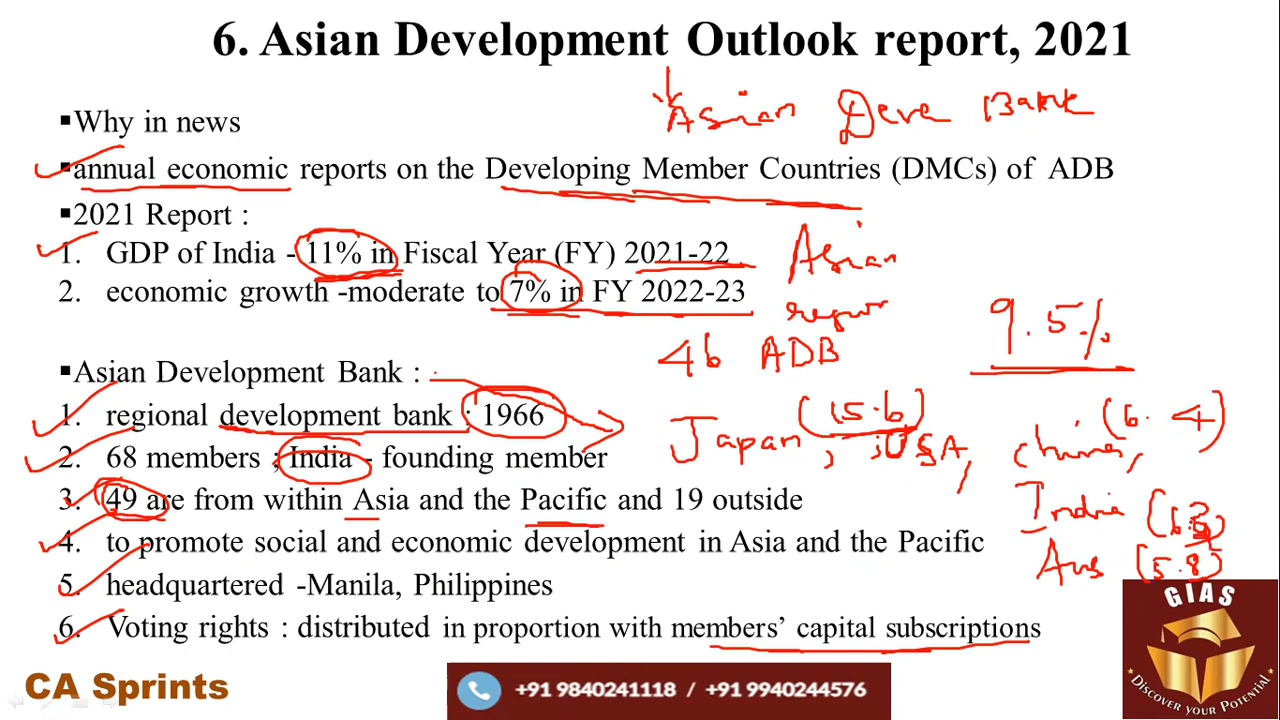 6. Asian Development Outlook report, 2021
Asian Deve Bank
▪Why in news
▪annual economic reports on the Developing Member Countries (DMCs) of ADB
▪2021 Report :
1. GDP of India - 11% in Fiscal Year (FY) 2021-22
Asian
2. economic growth -moderate to 7% in FY 2022-23
9.5%
ADB
▪Asian Development Bank :
1. regional development bank : 1966
Japan (15.6), USA, China, (6.4)
2. 68 members ; India - founding member
3. 49 are from within Asia and the Pacific and 19 outside
India
4. to promote social and economic development in Asia and the Pacific
Aus (5.8)
5. headquartered -Manila, Philippines
6. Voting rights : distributed in proportion with members’ capital subscriptions
GIAS
DISCOVER YOUR POTENTIAL
CA Sprints
+91 9840241118 / +91 9940244576